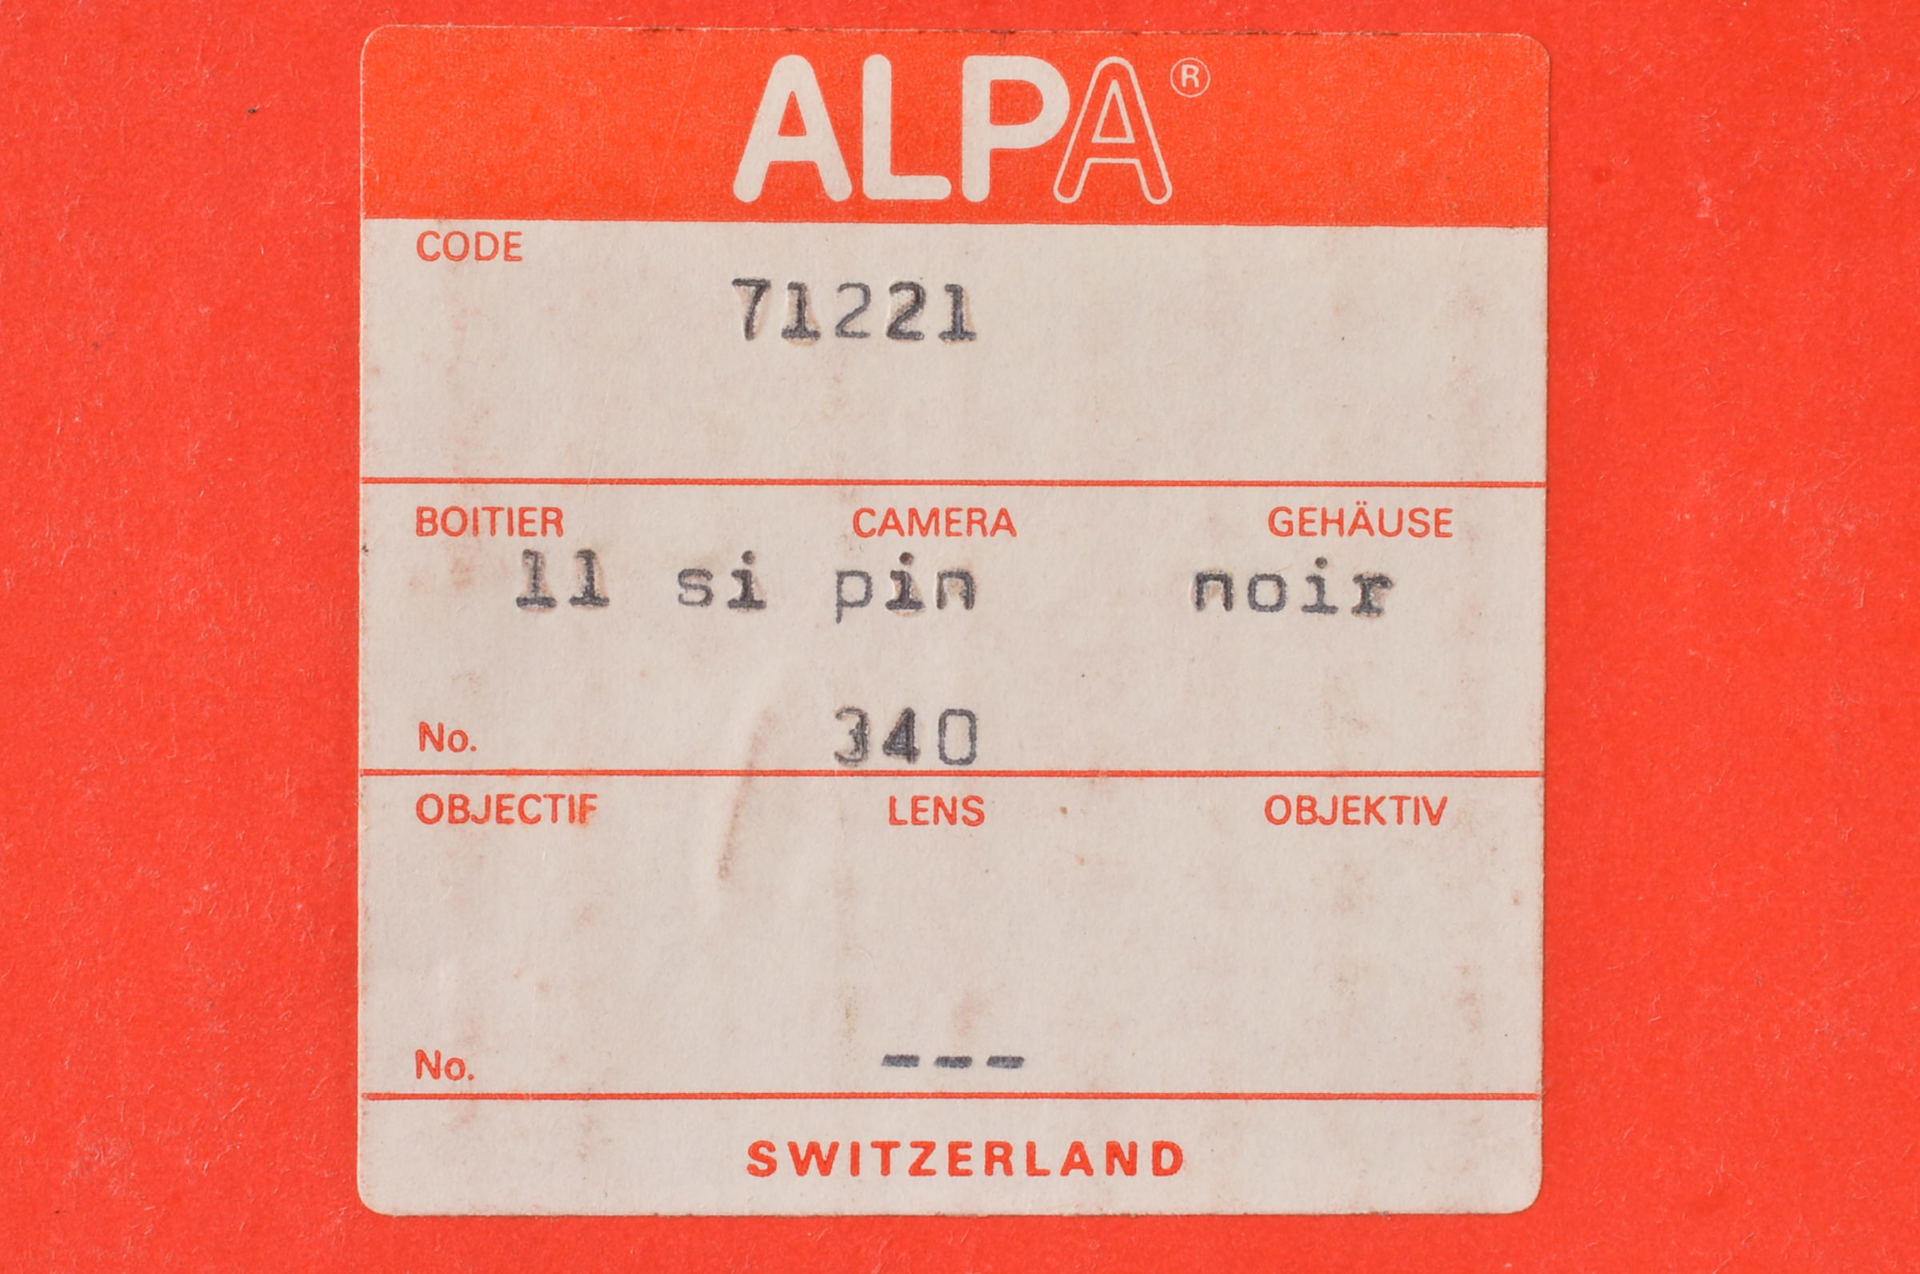 ALPA®
CODE
71221
BOITIER CAMERA GEHÄUSE
11 si pin noir
No. 340
OBJECTIF LENS OBJEKTIV
No. ---
SWITZERLAND